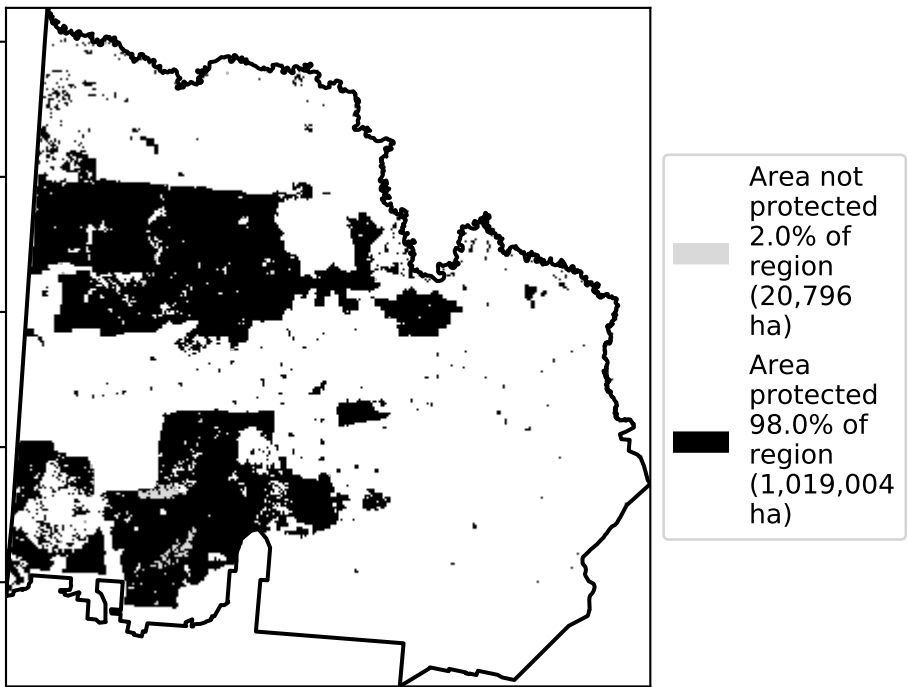 Area not
protected
2.0% of
region
(20,796
ha)
Area
protected
98.0% of
region
(1,019,004
ha)